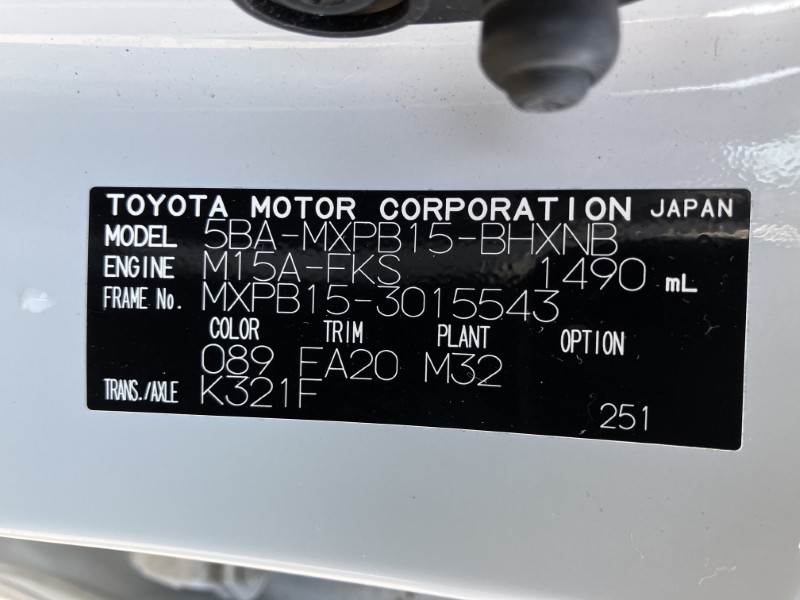 TOYOTA MOTOR CORPORATION JAPAN
MODEL 5BA-MXPB15-BHXNB
ENGINE M15A-FKS 1490 mL
FRAME No. MXPB15-3015543
COLOR TRIM PLANT OPTION
089 FA20 M32
TRANS./AXLE K321F
251